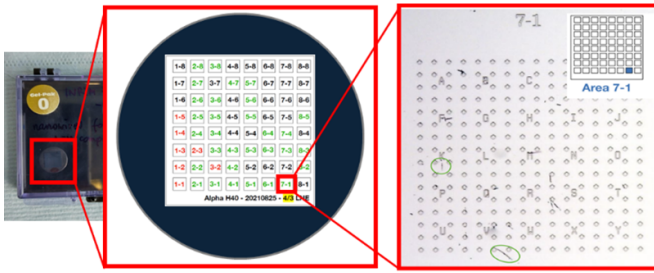 Gel-Pak
0
1-8 2-8 3-8 4-8 5-8 6-8 7-8 8-8
1-7 2-7 3-7 4-7 5-7 6-7 7-7 8-7
1-6 2-6 3-6 4-6 5-6 6-6 7-6 8-6
1-5 2-5 3-5 4-5 5-5 6-5 7-5 8-5
1-4 2-4 3-4 4-4 5-4 6-4 7-4 8-4
1-3 2-3 3-3 4-3 5-3 6-3 7-3 8-3
1-2 2-2 3-2 4-2 5-2 6-2 7-2 8-2
1-1 2-1 3-1 4-1 5-1 6-1 7-1 8-1
Alpha H40 - 20210825 - 4/3 LHE
7-1
Area 7-1
A B C
F G H I J
K L M N O
P Q R S T
U V W X Y